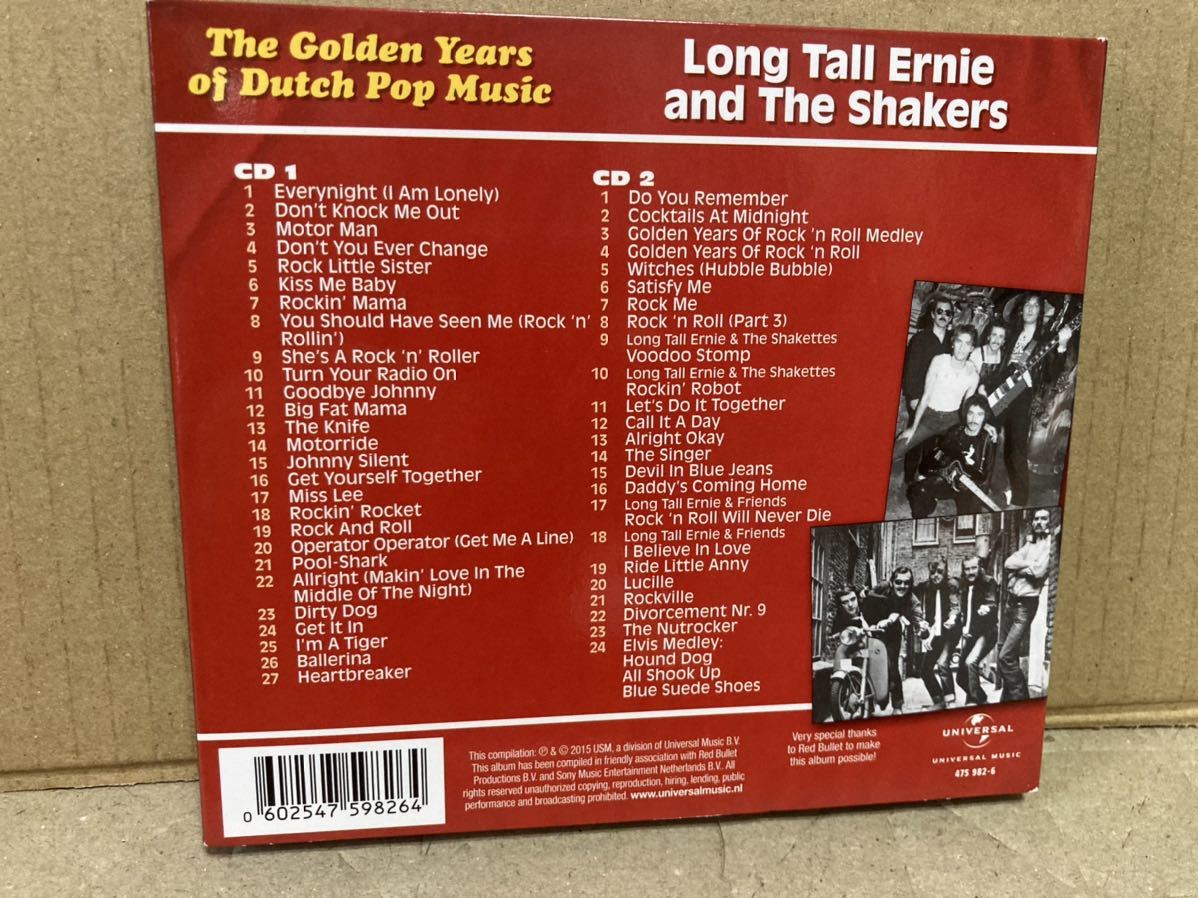 The Golden Years
of Dutch Pop Music
Long Tall Ernie
and The Shakers
CD 1
1 Everynight (I Am Lonely)
2 Don't Knock Me Out
3 Motor Man
4 Don't You Ever Change
5 Rock Little Sister
6 Kiss Me Baby
7 Rockin' Mama
8 You Should Have Seen Me (Rock 'n'
Rollin')
9 She's A Rock 'n' Roller
10 Turn Your Radio On
11 Goodbye Johnny
12 Big Fat Mama
13 The Knife
14 Motorride
15 Johnny Silent
16 Get Yourself Together
17 Miss Lee
18 Rockin' Rocket
19 Rock And Roll
20 Operator Operator (Get Me A Line)
21 Pool-Shark
22 Allright (Makin' Love In The
Middle Of The Night)
23 Dirty Dog
24 Get It In
25 I'm A Tiger
26 Ballerina
27 Heartbreaker
CD 2
1 Do You Remember
2 Cocktails At Midnight
3 Golden Years Of Rock 'n Roll Medley
4 Golden Years Of Rock 'n Roll
5 Witches (Hubble Bubble)
6 Satisfy Me
7 Rock Me
8 Rock 'n Roll (Part 3)
9 Long Tall Ernie & The Shakettes
Voodoo Stomp
10 Long Tall Ernie & The Shakettes
Rockin' Robot
11 Let's Do It Together
12 Call It A Day
13 Alright Okay
14 The Singer
15 Devil In Blue Jeans
16 Daddy's Coming Home
17 Long Tall Ernie & Friends
Rock 'n Roll Will Never Die
18 Long Tall Ernie & Friends
I Believe In Love
19 Ride Little Anny
20 Lucille
21 Rockville
22 Divorcement Nr. 9
23 The Nutrocker
24 Elvis Medley:
Hound Dog
All Shook Up
Blue Suede Shoes
0 602547 598264
This compilation: ℗ & © 2015 USM, a division of Universal Music B.V.
This album has been compiled in friendly association with Red Bullet
Productions B.V. and Sony Music Entertainment Netherlands B.V.. All
rights reserved unauthorized copying, reproduction, hiring, lending, public
performance and broadcasting prohibited. www.universalmusic.nl
Very special thanks
to Red Bullet to make
this album possible!
UNIVERSAL
UNIVERSAL MUSIC
475 982-6